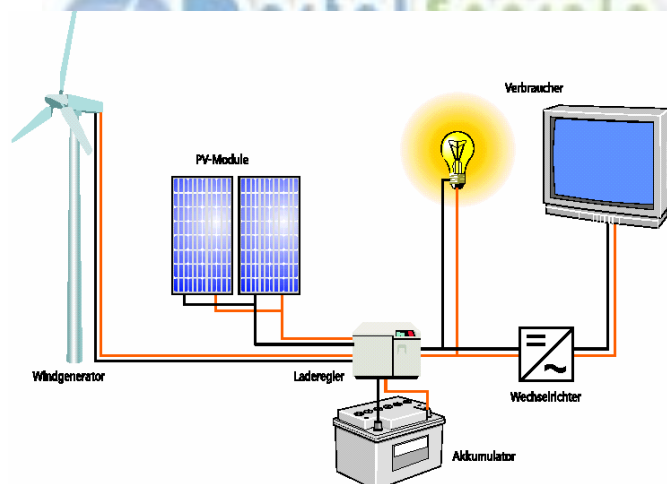 Verbraucher
PV-Module
Windgenerator
Laderegler
Wechselrichter
Akkumulator